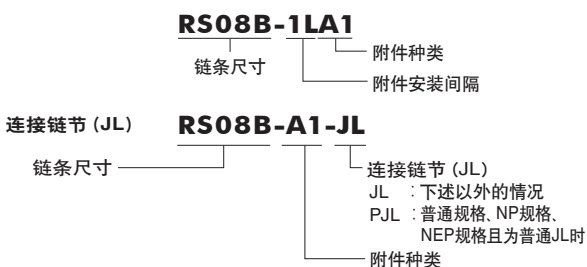 RS08B-1LA1
附件种类
链条尺寸
附件安装间隔
连接链节(JL) RS08B-A1-JL
链条尺寸
连接链节(JL)
JL :下述以外的情况
PJL :普通规格、NP规格、
NEP规格且为普通JL时
附件种类